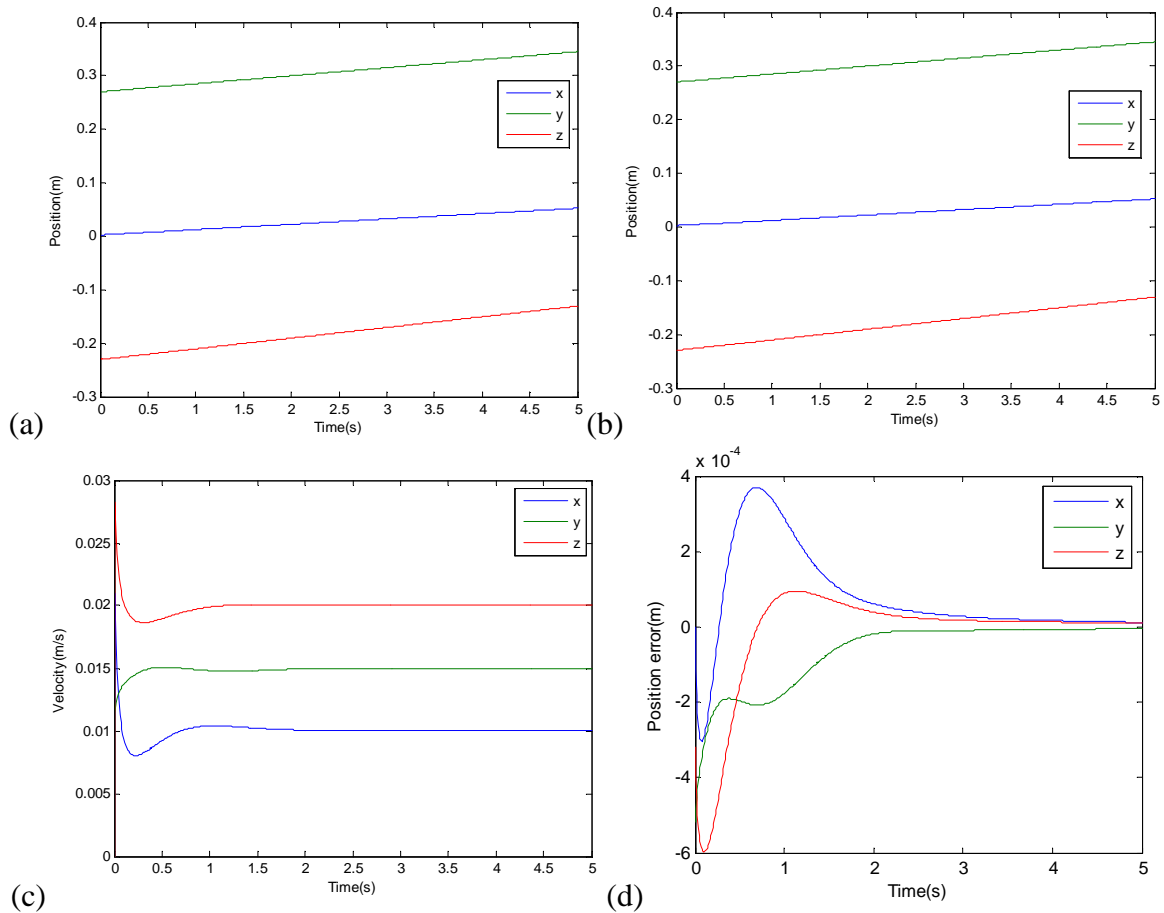 0.4
0.3
0.2
0.1
0
-0.1
-0.2
-0.3
Position(m)
0 0.5 1 1.5 2 2.5 3 3.5 4 4.5 5
Time(s)
x
y
z
(a)
0.4
0.3
0.2
0.1
0
-0.1
-0.2
-0.3
Position(m)
0 0.5 1 1.5 2 2.5 3 3.5 4 4.5 5
Time(s)
x
y
z
(b)
0.03
0.025
0.02
0.015
0.01
0.005
0
Velocity(m/s)
0 0.5 1 1.5 2 2.5 3 3.5 4 4.5 5
Time(s)
x
y
z
(c)
x 10-4
4
2
0
-2
-4
-6
Position error(m)
0 1 2 3 4 5
Time(s)
x
y
z
(d)